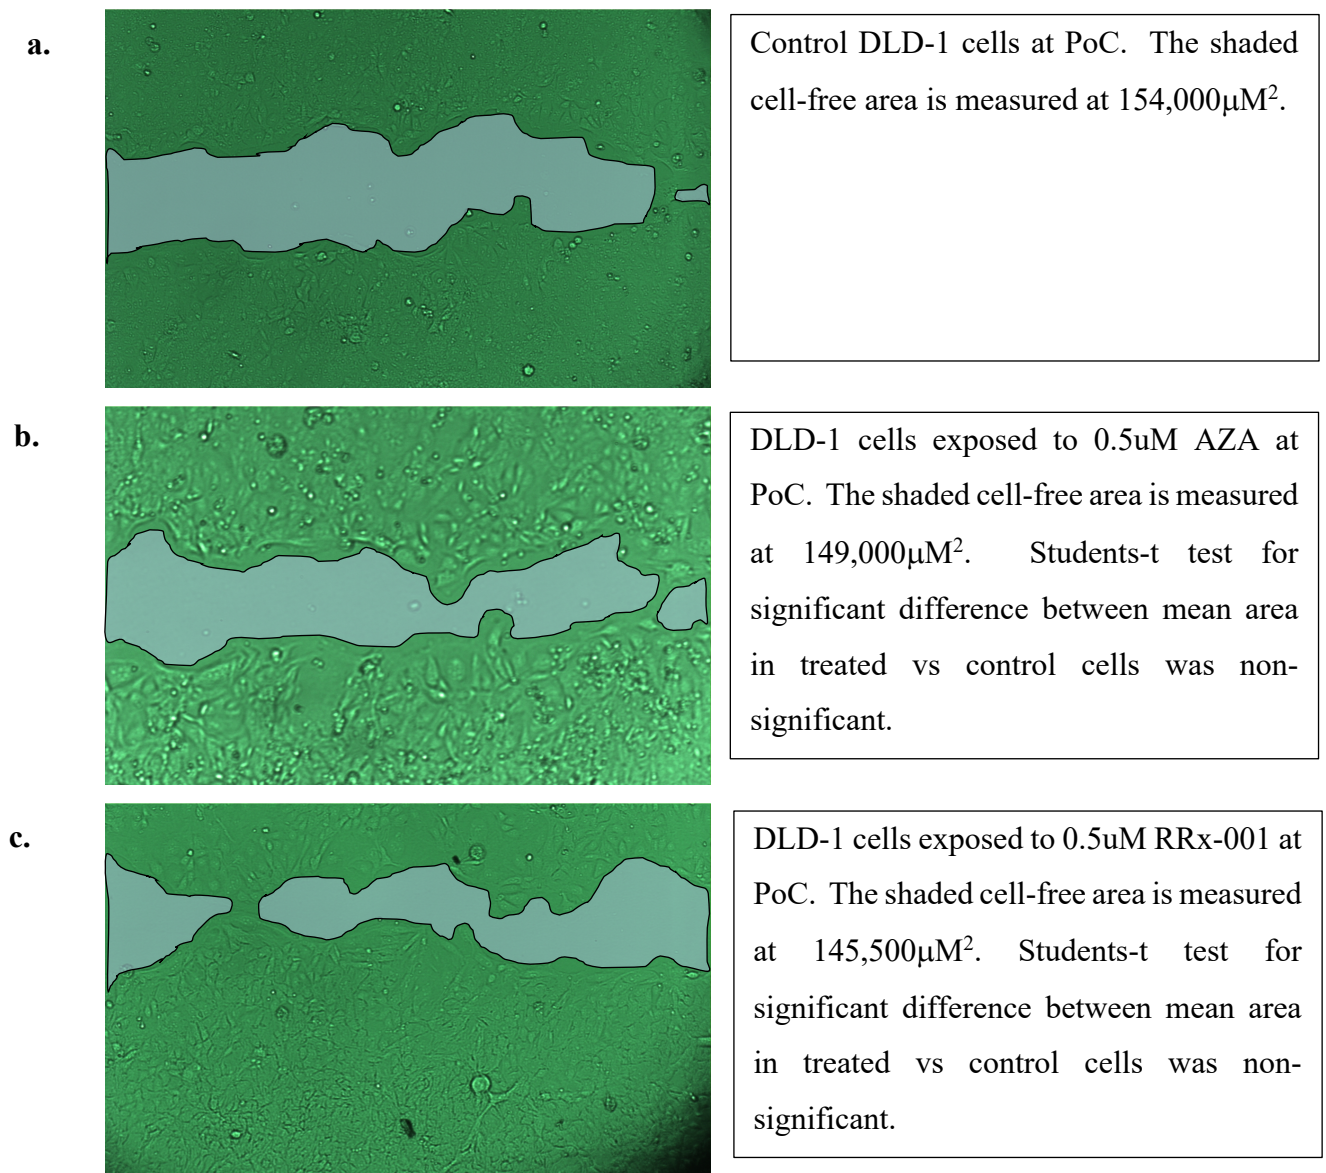 a.
Control DLD-1 cells at PoC. The shaded
cell-free area is measured at 154,000μM².
b.
DLD-1 cells exposed to 0.5uM AZA at
PoC. The shaded cell-free area is measured
at 149,000μM². Students-t test for
significant difference between mean area
in treated vs control cells was non-
significant.
c.
DLD-1 cells exposed to 0.5uM RRx-001 at
PoC. The shaded cell-free area is measured
at 145,500μM². Students-t test for
significant difference between mean area
in treated vs control cells was non-
significant.